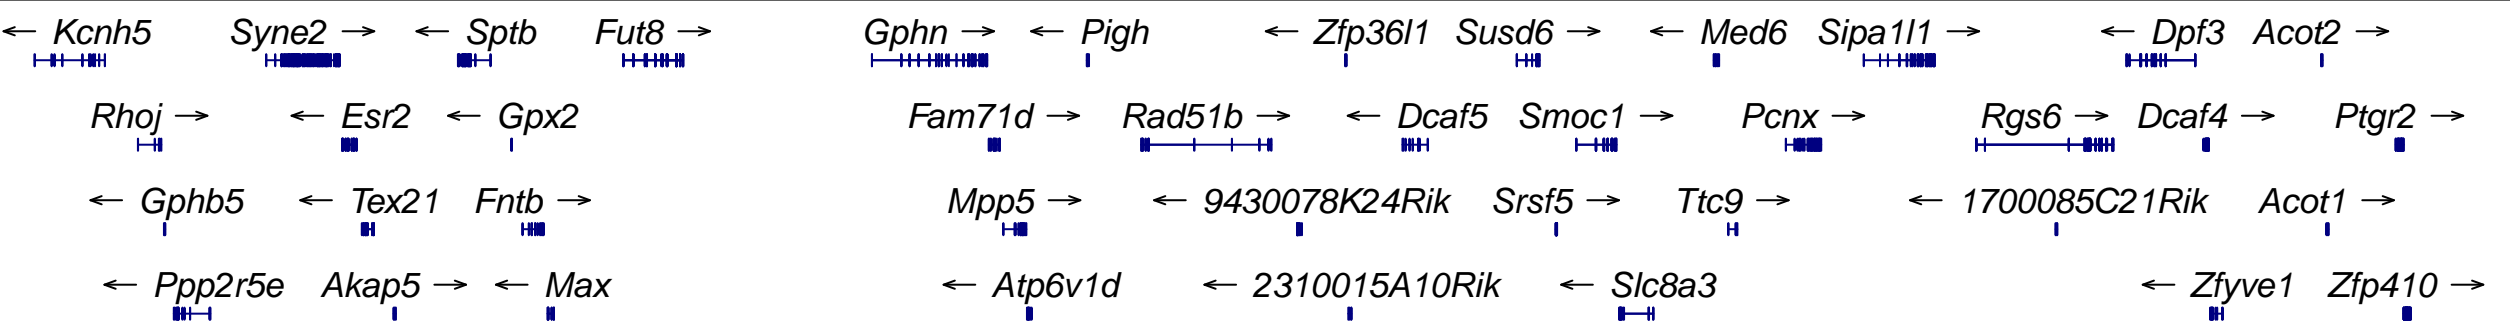 ← Kcnh5 Syne2 → ← Sptb Fut8 → Gphn → ← Pigh ← Zfp36l1 Susd6 → ← Med6 Sipa1l1 → ← Dpf3 Acot2 →
Rhoj → ← Esr2 ← Gpx2 Fam71d → Rad51b → ← Dcaf5 Smoc1 → Pcnx → Rgs6 → Dcaf4 → Ptgr2 →
← Gphb5 ← Tex21 Fntb → Mpp5 → ← 9430078K24Rik Srsf5 → Ttc9 → ← 1700085C21Rik Acot1 →
← Ppp2r5e Akap5 → ← Max ← Atp6v1d ← 2310015A10Rik ← Slc8a3 ← Zfyve1 Zfp410 →